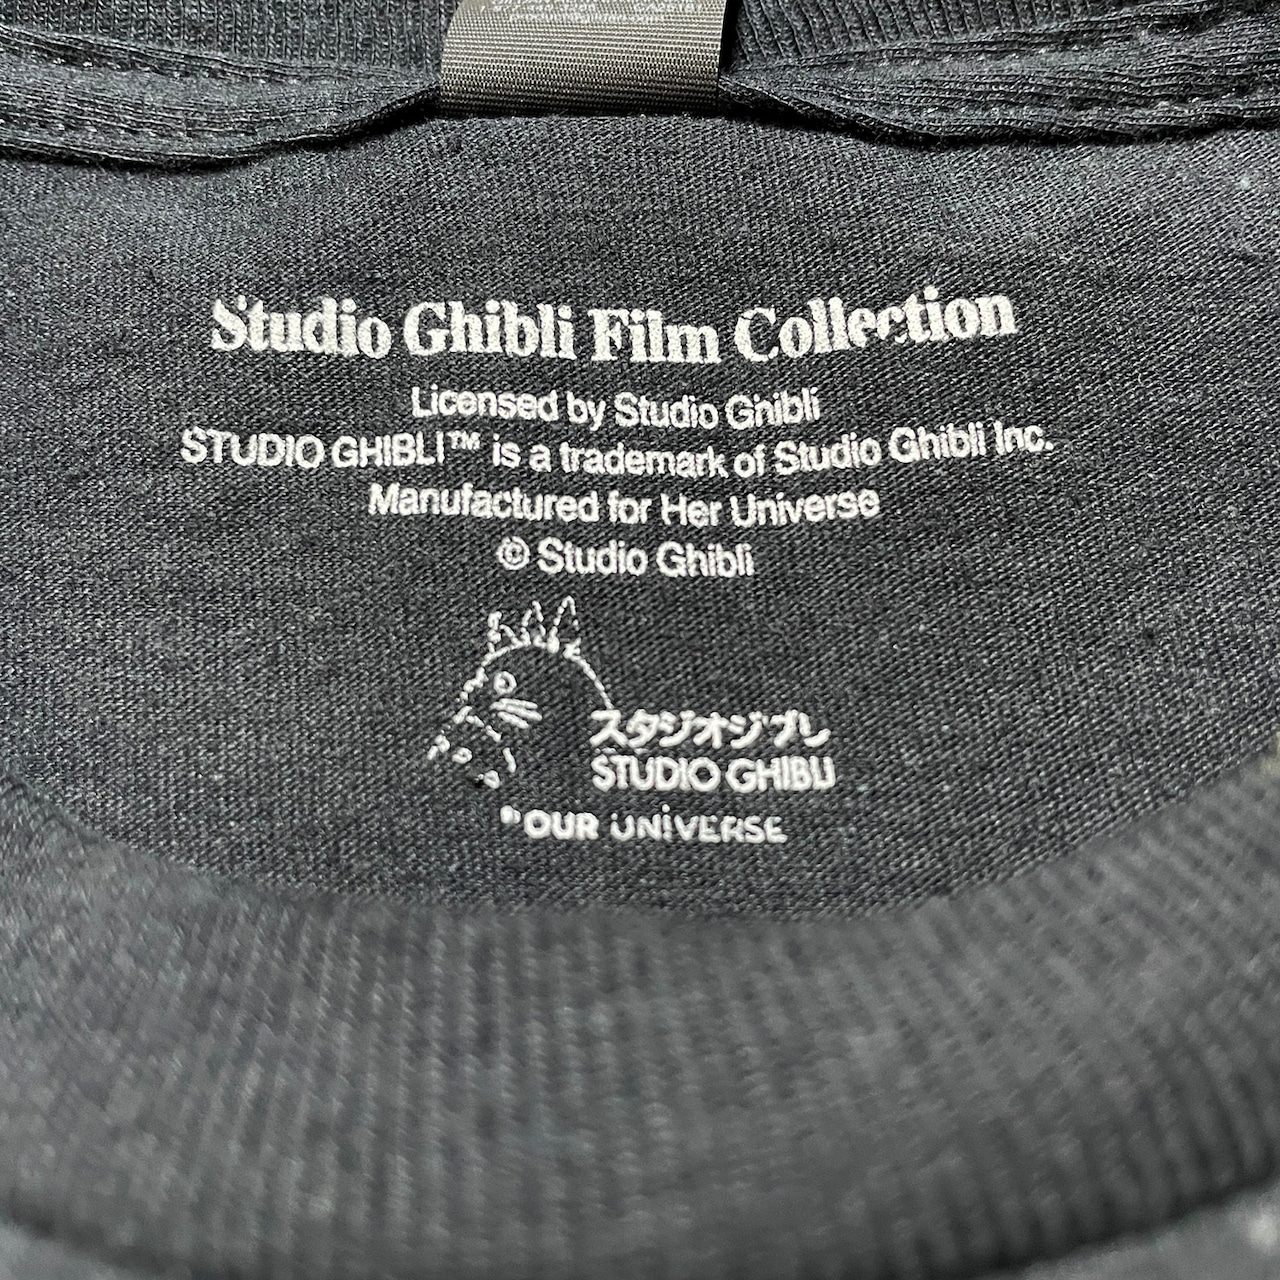 Studio Ghibli Film Collection
Licensed by Studio Ghibli
STUDIO GHIBLI™ is a trademark of Studio Ghibli Inc.
Manufactured for Her Universe
© Studio Ghibli
スタジオジブリ
STUDIO GHIBLI
OUR UNiVERSE